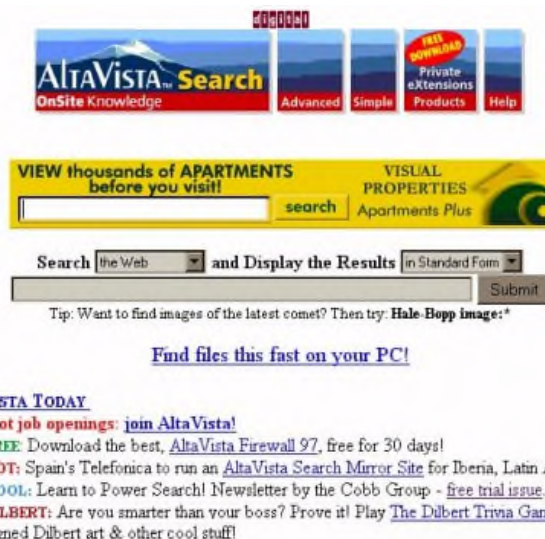 digital
ALTAVISTA™ Search
OnSite Knowledge
Advanced
Simple
FREE DOWNLOAD
Private eXtensions Products
Help
VIEW thousands of APARTMENTS
before you visit!
search
VISUAL
PROPERTIES
Apartments Plus
Search the Web and Display the Results in Standard Form
Submit
Tip: Want to find images of the latest comet? Then try: Hale-Bopp image:*
Find files this fast on your PC!
STA TODAY
ot job openings: join AltaVista!
EE: Download the best, AltaVista Firewall 97, free for 30 days!
OT: Spain's Telefonica to run an AltaVista Search Mirror Site for Iberia, Latin
OOL: Learn to Power Search! Newsletter by the Cobb Group - free trial issue.
LBERT: Are you smarter than your boss? Prove it! Play The Dilbert Trivia Gam
ned Dilbert art & other cool stuff!